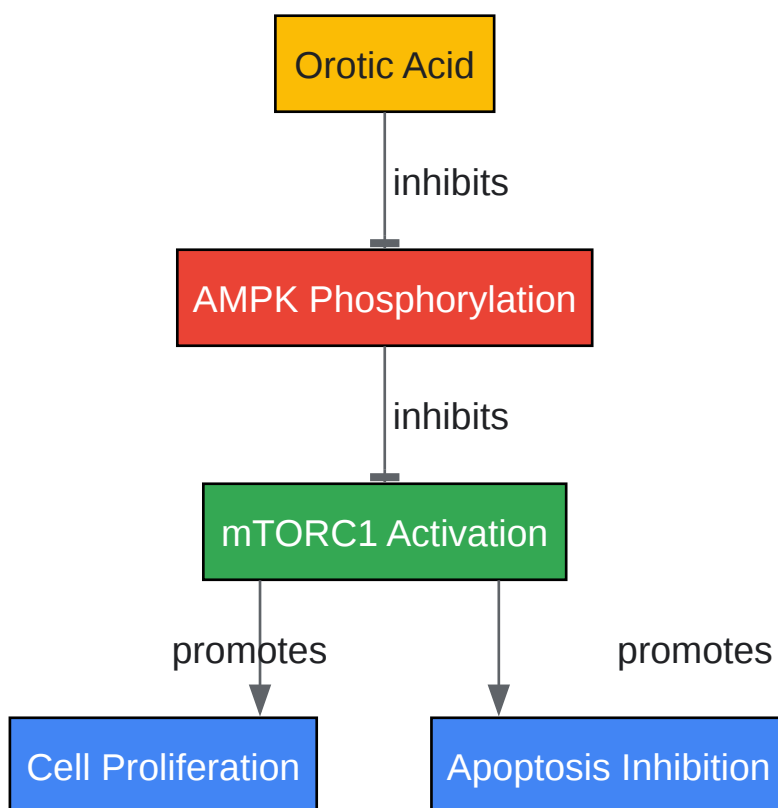 Orotic Acid
inhibits
AMPK Phosphorylation
inhibits
mTORC1 Activation
promotes
promotes
Cell Proliferation
Apoptosis Inhibition